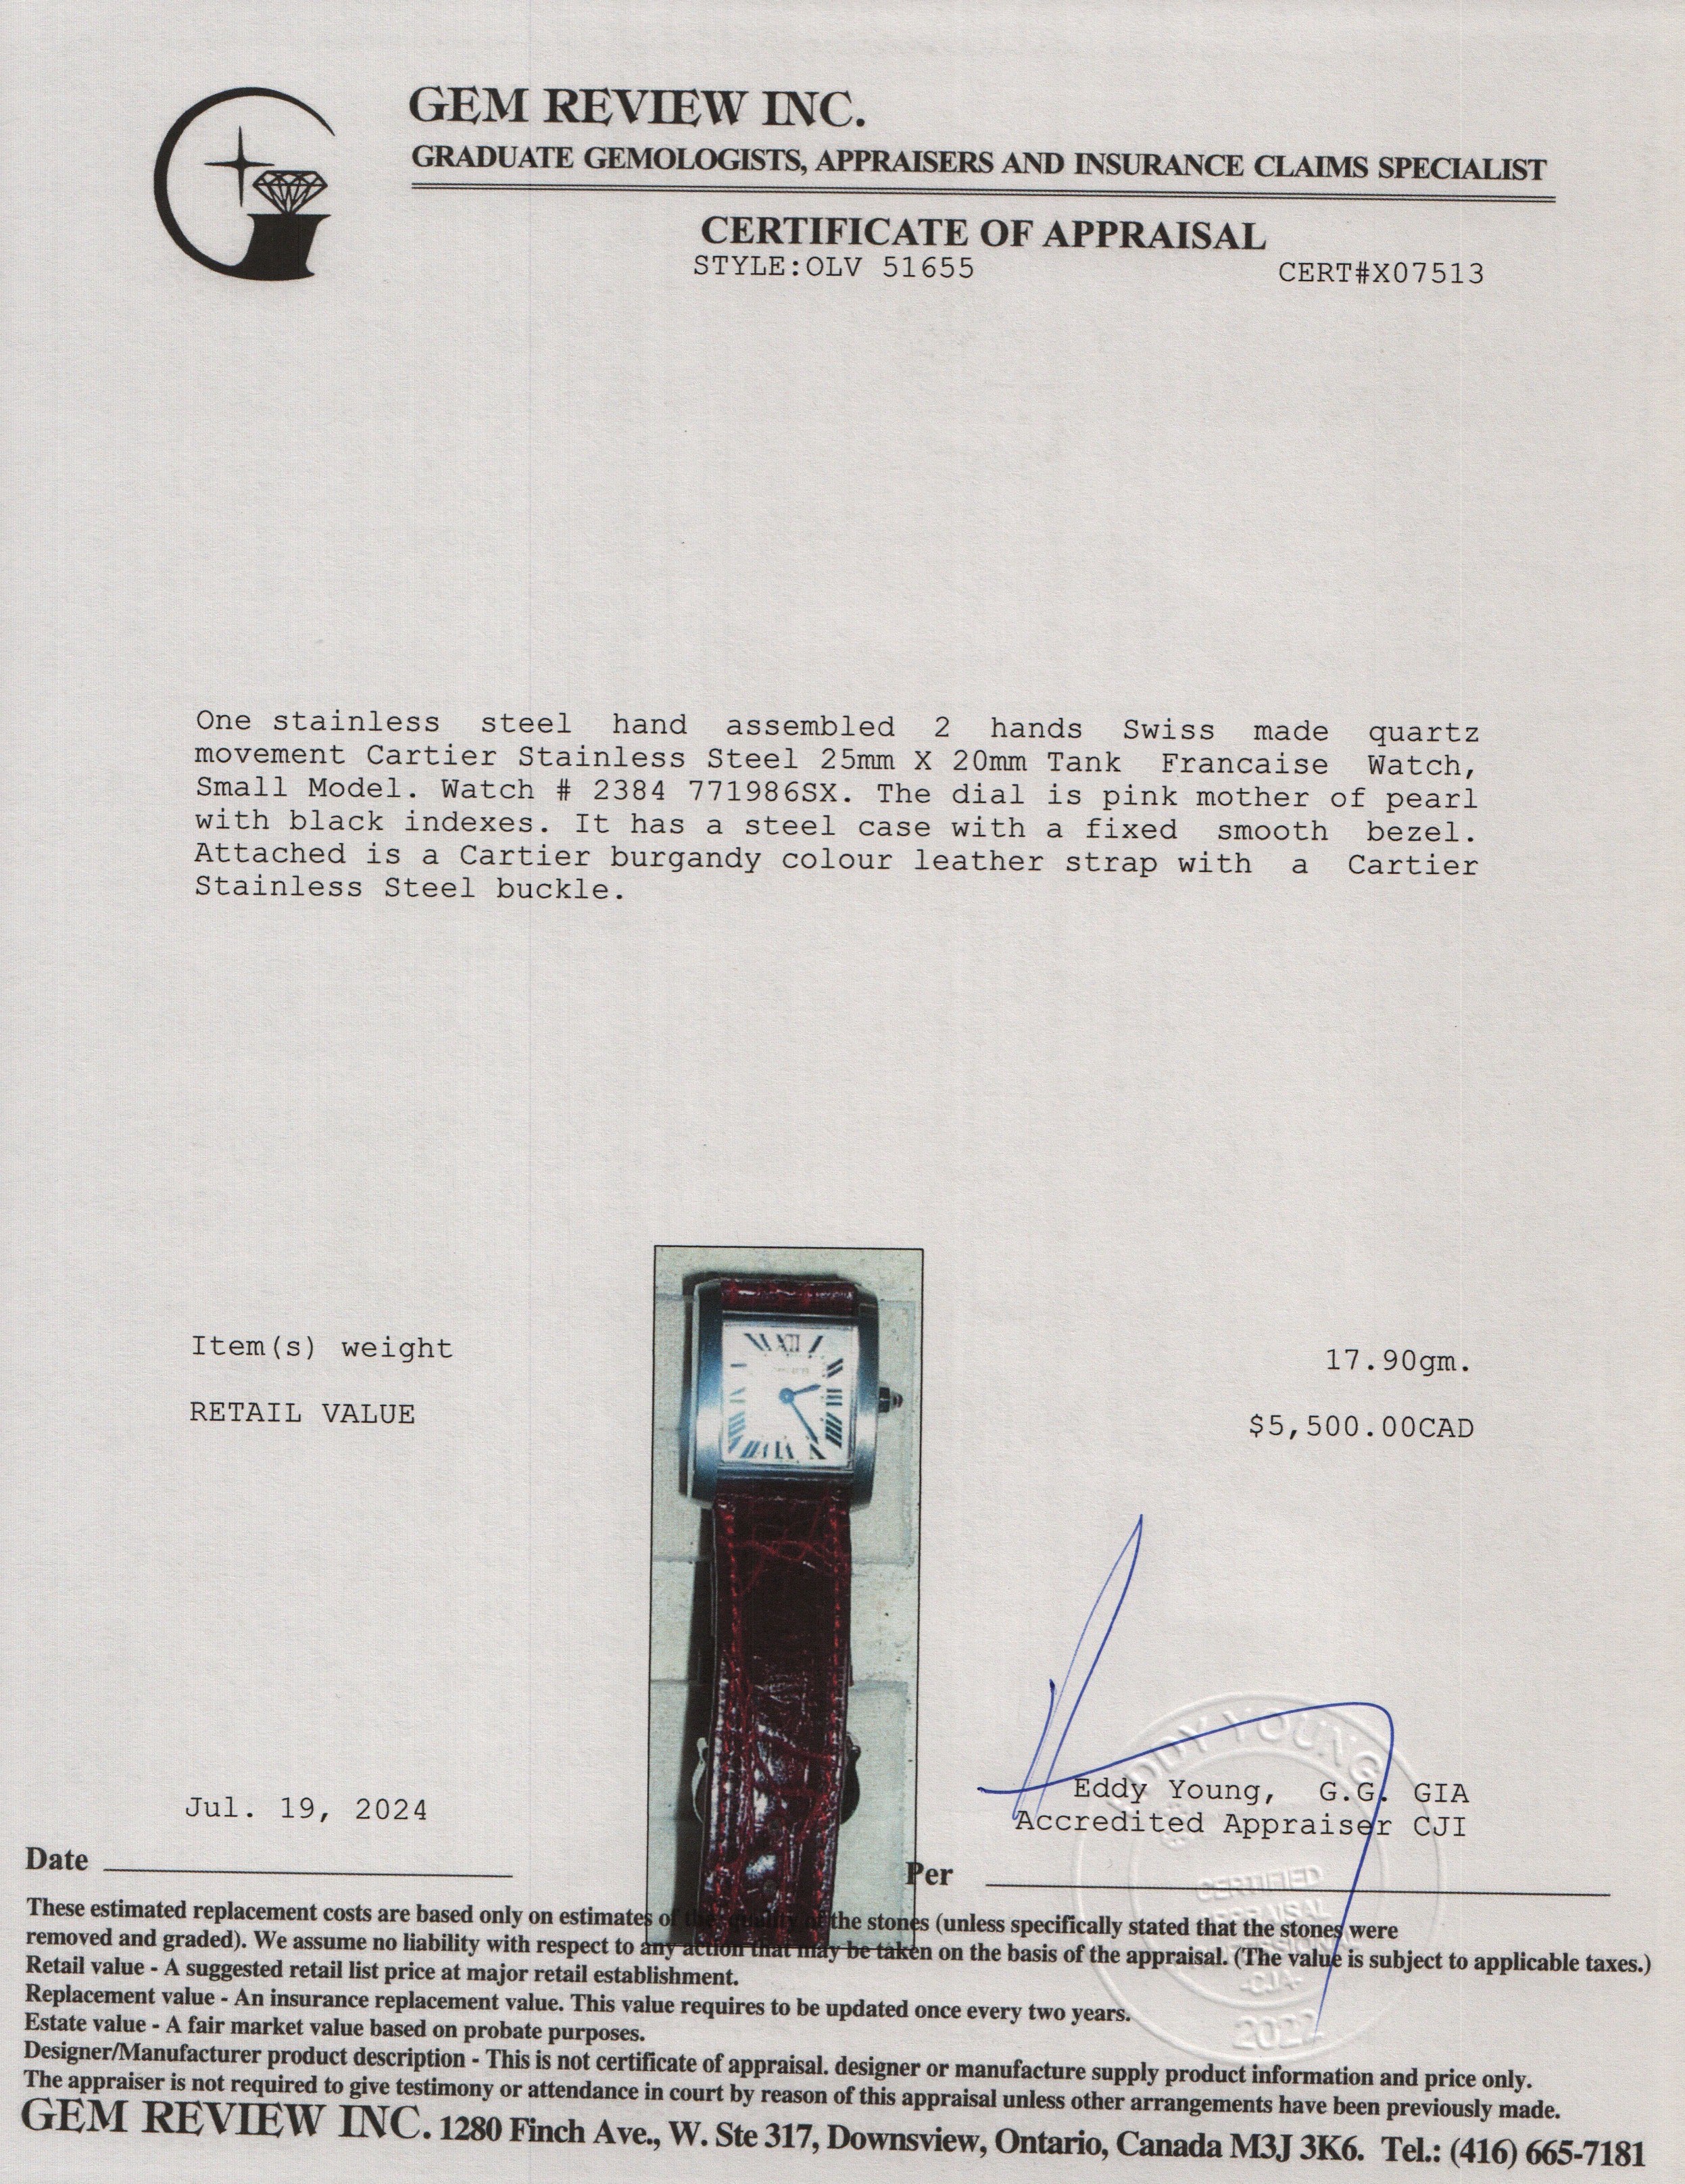 GEM REVIEW INC.
GRADUATE GEMOLOGISTS, APPRAISERS AND INSURANCE CLAIMS SPECIALIST
CERTIFICATE OF APPRAISAL
STYLE:OLV 51655
CERT#X07513
One stainless steel hand assembled 2 hands Swiss made quartz
movement Cartier Stainless Steel 25mm X 20mm Tank Francaise Watch,
Small Model. Watch # 2384 771986SX. The dial is pink mother of pearl
with black indexes. It has a steel case with a fixed smooth bezel.
Attached is a Cartier burgandy colour leather strap with a Cartier
Stainless Steel buckle.
XII
Item(s) weight 17.90gm.
RETAIL VALUE $5,500.00CAD
EDDY YOUNG
Eddy Young, G.G. GIA
Jul. 19, 2024
Accredited Appraiser CJI
Date
Per
CERTIFIED
APPRAISAL
-CJA-
2022
These estimated replacement costs are based only on estimates of the quality of the stones (unless specifically stated that the stones were
removed and graded). We assume no liability with respect to any action that may be taken on the basis of the appraisal. (The value is subject to applicable taxes.)
Retail value - A suggested retail list price at major retail establishment.
Replacement value - An insurance replacement value. This value requires to be updated once every two years.
Estate value - A fair market value based on probate purposes.
Designer/Manufacturer product description - This is not certificate of appraisal. designer or manufacture supply product information and price only.
The appraiser is not required to give testimony or attendance in court by reason of this appraisal unless other arrangements have been previously made.
GEM REVIEW INC. 1280 Finch Ave., W. Ste 317, Downsview, Ontario, Canada M3J 3K6. Tel.: (416) 665-7181